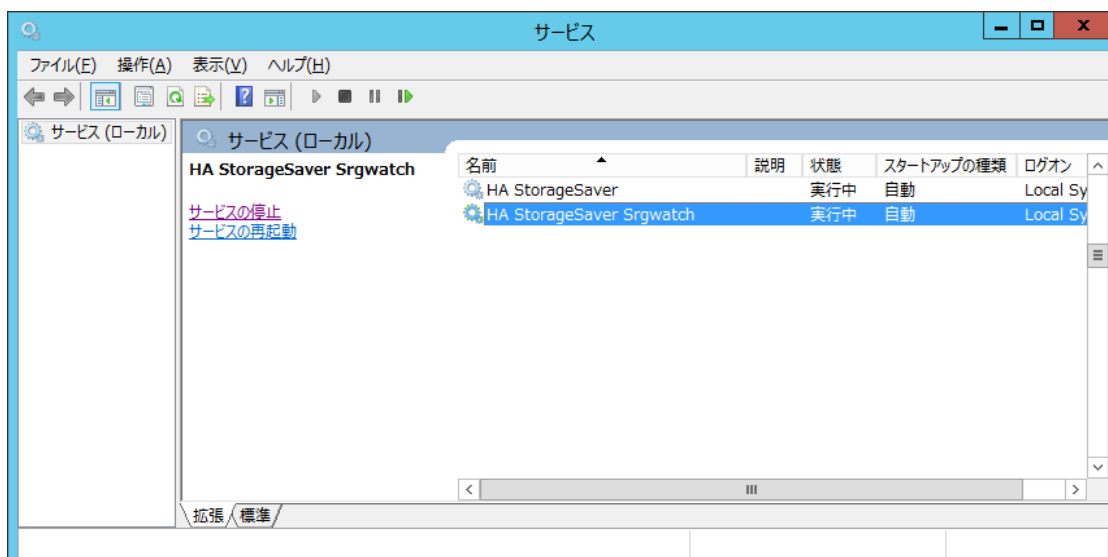 サービス
ファイル(F) 操作(A) 表示(V) ヘルプ(H)
サービス (ローカル)
サービス (ローカル)
HA StorageSaver Srgwatch
サービスの停止
サービスの再起動
名前 説明 状態 スタートアップの種類 ログオン
HA StorageSaver 実行中 自動 Local Sy
HA StorageSaver Srgwatch 実行中 自動 Local Sy
拡張 標準